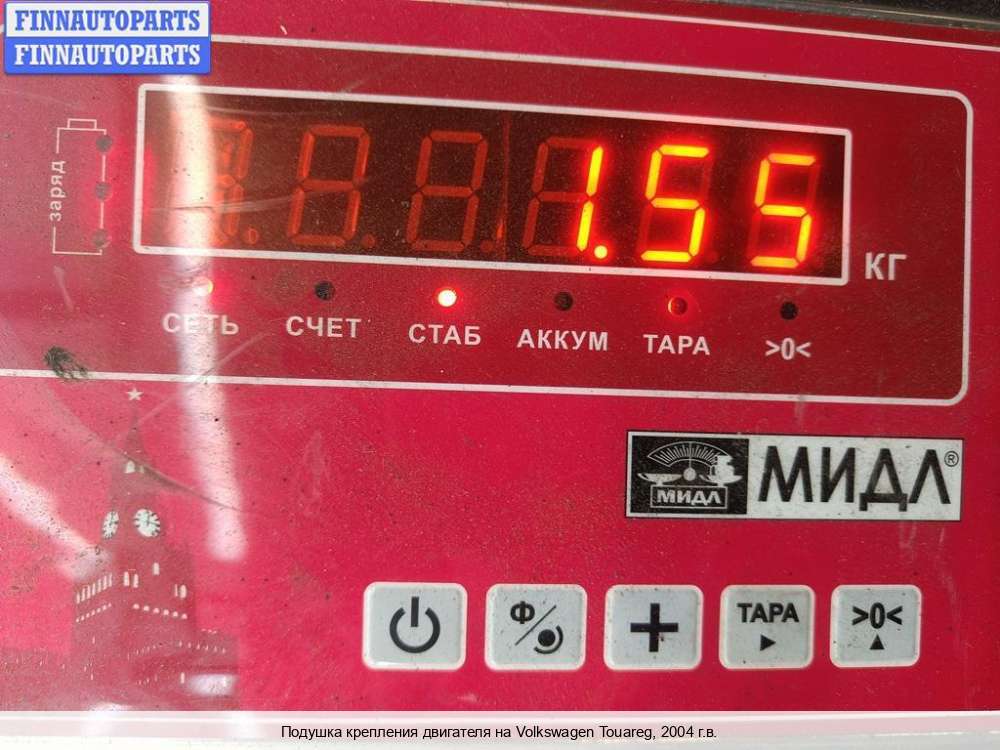 FINNAUTOPARTS
FINNAUTOPARTS
заряд
1.55
КГ
СЕТЬ
СЧЕТ
СТАБ
АККУМ
ТАРА
>0<
МИДЛ
МИДЛ®
Ф
ТАРА
>0<
Подушка крепления двигателя на Volkswagen Touareg, 2004 г.в.